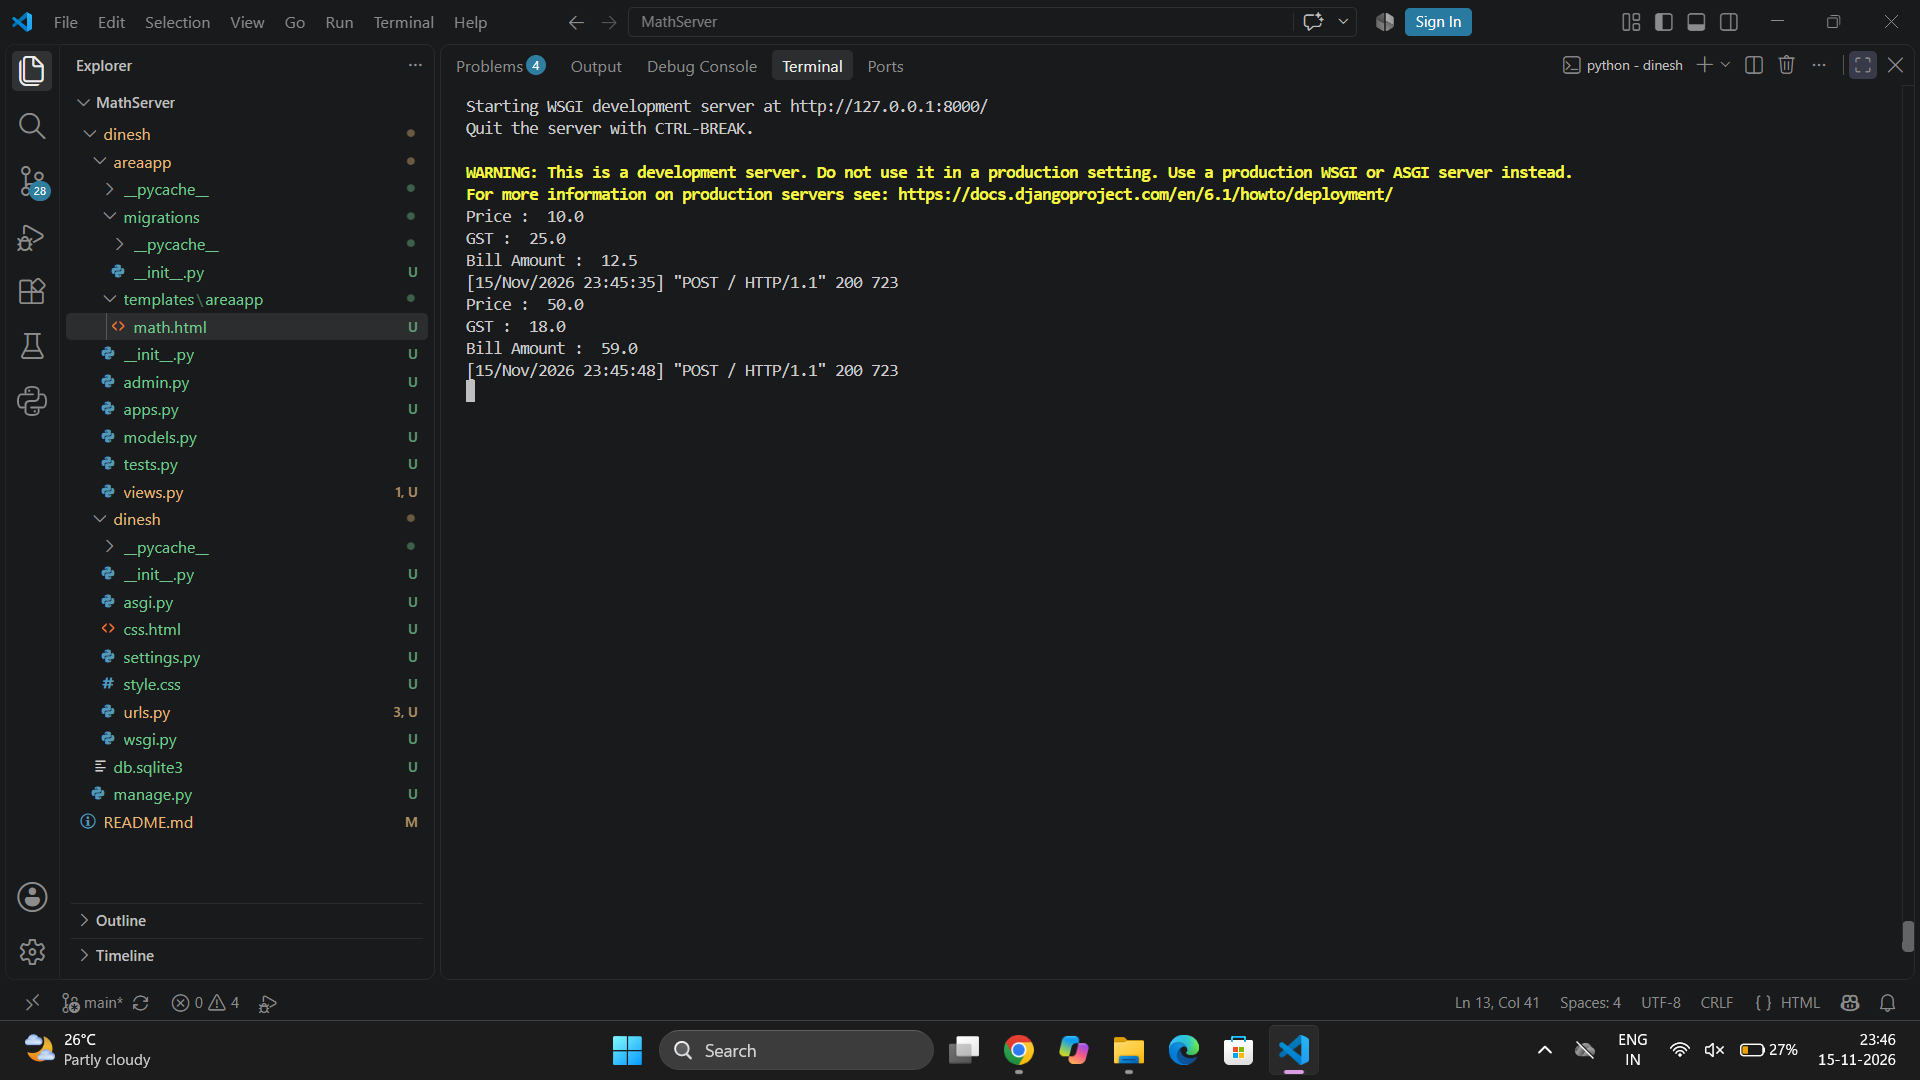 File Edit Selection View Go Run Terminal Help
MathServer
Sign In
Explorer
MathServer
dinesh
areaapp
__pycache__
migrations
__pycache__
__init__.py U
templates\areaapp
math.html U
__init__.py U
admin.py U
apps.py U
models.py U
tests.py U
views.py 1, U
dinesh
__pycache__
__init__.py U
asgi.py U
css.html U
settings.py U
style.css U
urls.py 3, U
wsgi.py U
db.sqlite3 U
manage.py U
README.md M
Outline
Timeline
28
Problems 4 Output Debug Console Terminal Ports
python - dinesh
Starting WSGI development server at http://127.0.0.1:8000/
Quit the server with CTRL-BREAK.
WARNING: This is a development server. Do not use it in a production setting. Use a production WSGI or ASGI server instead.
For more information on production servers see: https://docs.djangoproject.com/en/6.1/howto/deployment/
Price :  10.0
GST :  25.0
Bill Amount :  12.5
[15/Nov/2026 23:45:35] "POST / HTTP/1.1" 200 723
Price :  50.0
GST :  18.0
Bill Amount :  59.0
[15/Nov/2026 23:45:48] "POST / HTTP/1.1" 200 723
main* 0 4
Ln 13, Col 41 Spaces: 4 UTF-8 CRLF { } HTML
26°C
Partly cloudy
Search
ENG
IN
27%
23:46
15-11-2026